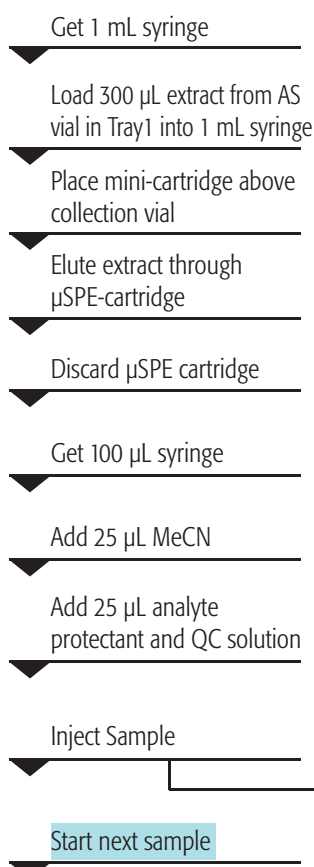 Get 1 mL syringe
Load 300 µL extract from AS
vial in Tray1 into 1 mL syringe
Place mini-cartridge above
collection vial
Elute extract through
µSPE-cartridge
Discard µSPE cartridge
Get 100 µL syringe
Add 25 µL MeCN
Add 25 µL analyte
protectant and QC solution
Inject Sample
Start next sample